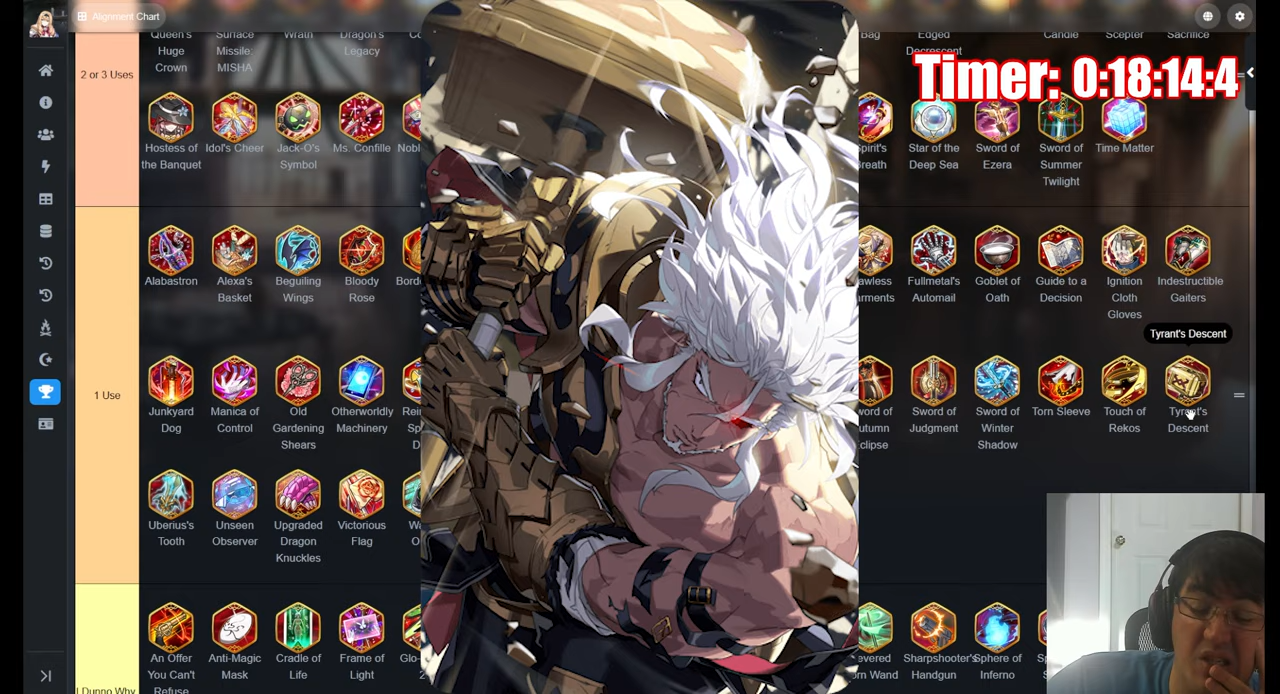 Alignment Chart
Queen's
Huge
Crown
Surface
Missile:
MISHA
Wrath
Dragon's
Legacy
Bag
Edged
Decrescent
Candle
Scepter
Sacrifice
2 or 3 Uses
Timer: 0:18:14:4
Hostess of
the Banquet
Idol's Cheer
Jack-O's
Symbol
Ms. Confille
Star of the
Deep Sea
Sword of
Ezera
Sword of
Summer
Twilight
Time Matter
1 Use
Alabastron
Alexa's
Basket
Beguiling
Wings
Bloody
Rose
Fullmetal's
Automail
Goblet of
Oath
Guide to a
Decision
Ignition
Cloth
Gloves
Indestructible
Gaiters
Tyrant's Descent
Junkyard
Dog
Manica of
Control
Old
Gardening
Shears
Otherworldly
Machinery
Sword of
Judgment
Sword of
Winter
Shadow
Torn Sleeve
Touch of
Rekos
Tyrant's
Descent
Uberius's
Tooth
Unseen
Observer
Upgraded
Dragon
Knuckles
Victorious
Flag
I Dunno Why
An Offer
You Can't
Refuse
Anti-Magic
Mask
Cradle of
Life
Frame of
Light
Sharpshooter's
Handgun
Sphere of
Inferno